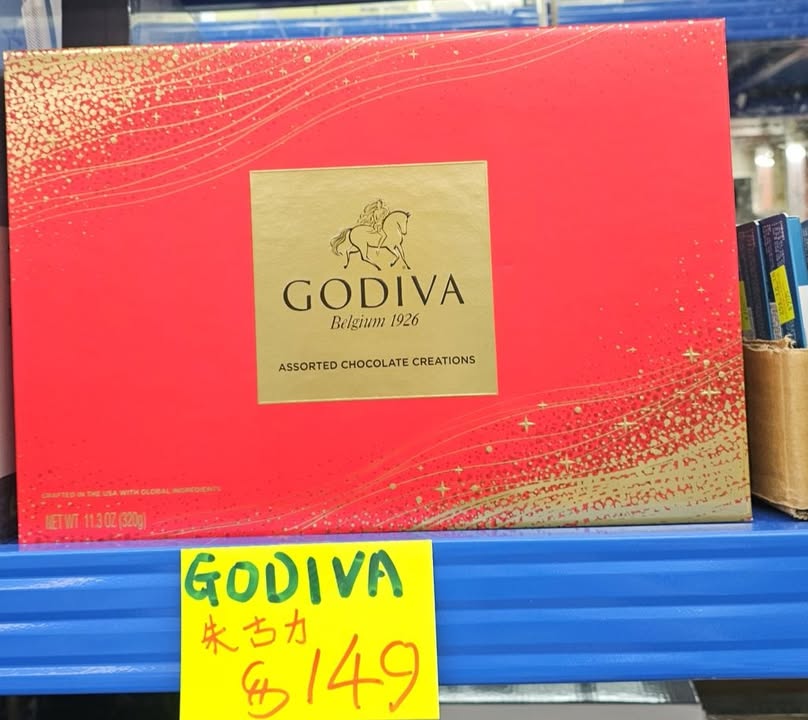 GODIVA
Belgium 1926
ASSORTED CHOCOLATE CREATIONS
CRAFTED IN THE USA WITH GLOBAL INGREDIENTS
NET WT 11.3 OZ (320g)
GODIVA
朱古力
$149